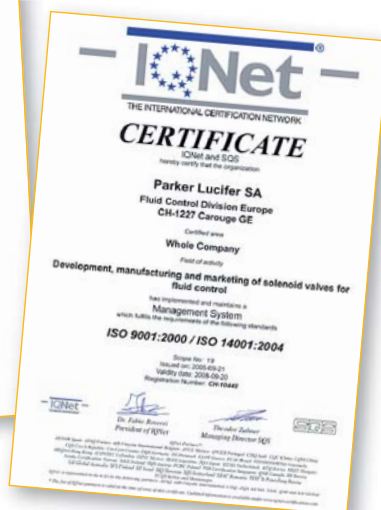 IQNet ®
THE INTERNATIONAL CERTIFICATION NETWORK
CERTIFICATE
IQNet and SQS
hereby certify that the organization
Parker Lucifer SA
Fluid Control Division Europe
CH-1227 Carouge GE
Certified area
Whole Company
Field of activity
Development, manufacturing and marketing of solenoid valves for
fluid control
has implemented and maintains a
Management System
which fulfills the requirements of the following standards
ISO 9001:2000 / ISO 14001:2004
Scope No: 19
Issued on: 2005-09-21
Validity date: 2008-09-20
Registration Number: CH-10440
IQNet
Dr. Fabio Roversi
President of IQNet
Theodor Zahner
Managing Director SQS
SQS